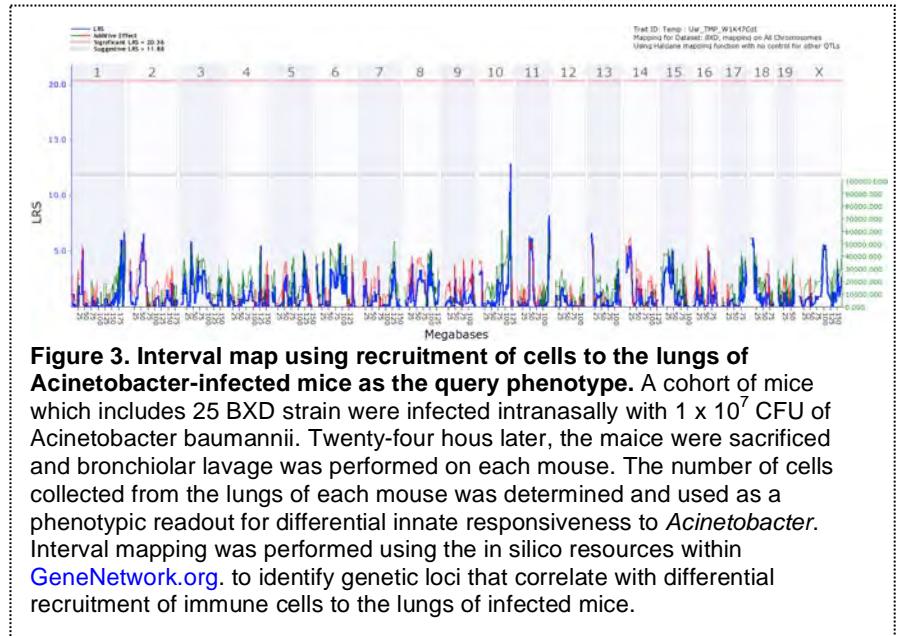 LRS
Additive Effect
Significant LRS = 20.36
Suggestive LRS = 11.88
Trait ID: Temp : Usr_TMP_W1K47Cdt
Mapping for Dataset: BXD, mapping on All Chromosomes
Using Haldane mapping function with no control for other QTLs
1 2 3 4 5 6 7 8 9 10 11 12 13 14 15 16 17 18 19 X
20.0
15.0
10.0
5.0
LRS
Megabases
Figure 3. Interval map using recruitment of cells to the lungs of
Acinetobacter-infected mice as the query phenotype. A cohort of mice
which includes 25 BXD strain were infected intranasally with 1 x 10⁷ CFU of
Acinetobacter baumannii. Twenty-four hous later, the maice were sacrificed
and bronchiolar lavage was performed on each mouse. The number of cells
collected from the lungs of each mouse was determined and used as a
phenotypic readout for differential innate responsiveness to Acinetobacter.
Interval mapping was performed using the in silico resources within
GeneNetwork.org. to identify genetic loci that correlate with differential
recruitment of immune cells to the lungs of infected mice.